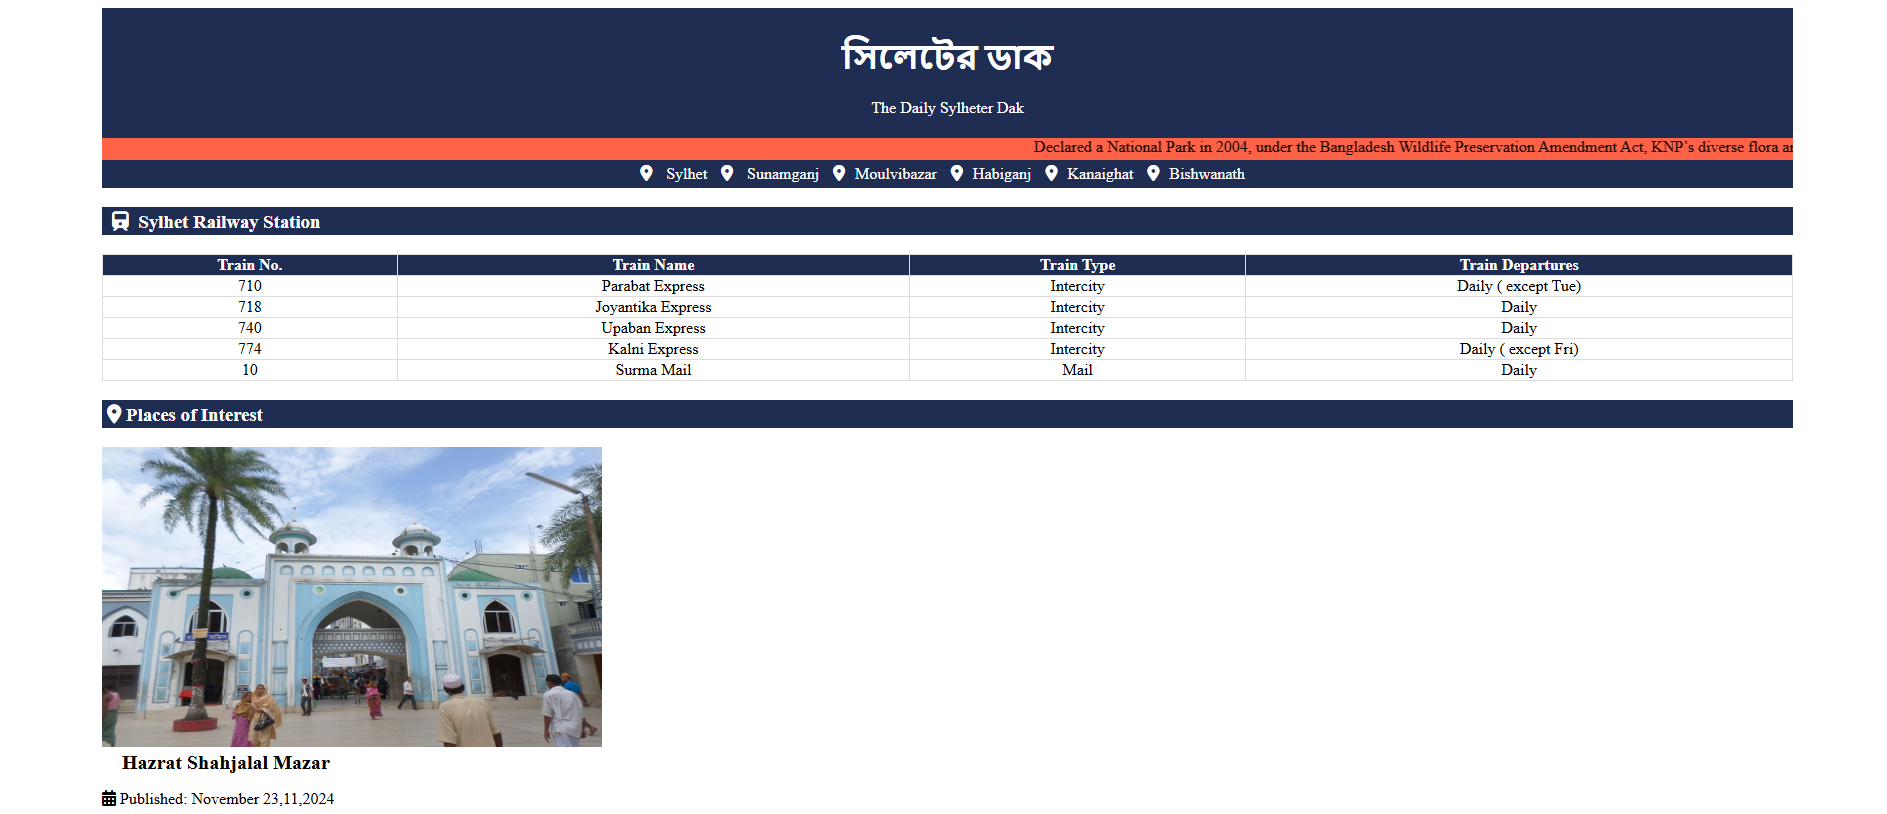 সিলেটের ডাক
The Daily Sylheter Dak
Declared a National Park in 2004, under the Bangladesh Wildlife Preservation Amendment Act, KNP's diverse flora
Sylhet Sunamganj Moulvibazar Habiganj Kanaighat Bishwanath
Sylhet Railway Station
Train No. Train Name Train Type Train Departures
710 Parabat Express Intercity Daily ( except Tue)
718 Joyantika Express Intercity Daily
740 Upaban Express Intercity Daily
774 Kalni Express Intercity Daily ( except Fri)
10 Surma Mail Mail Daily
Places of Interest
Hazrat Shahjalal Mazar
Published: November 23,11,2024